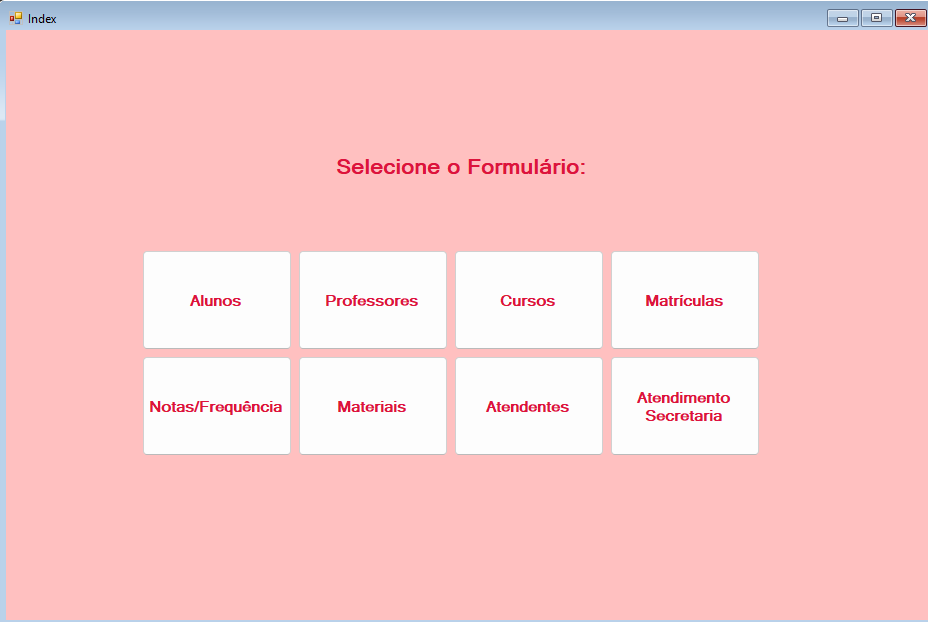 Index
Selecione o Formulário:
Alunos
Professores
Cursos
Matrículas
Notas/Frequência
Materiais
Atendentes
Atendimento
Secretaria